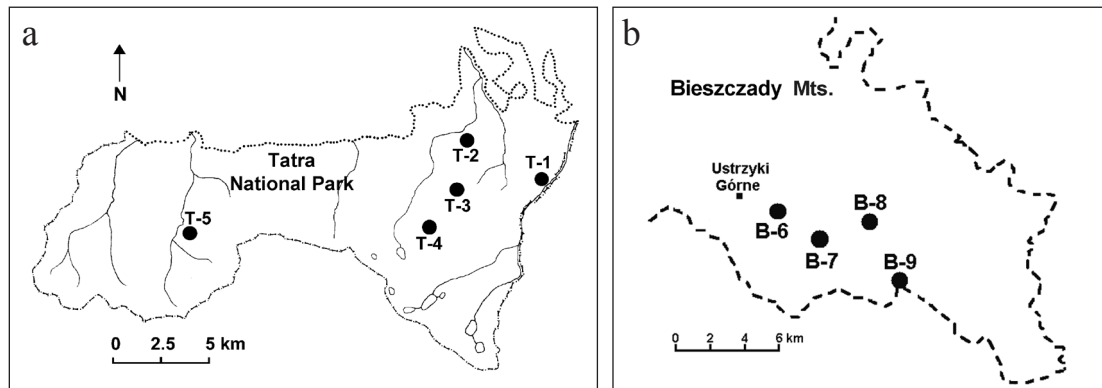 a
N
Tatra
National Park
T-1
T-2
T-3
T-4
T-5
0 2.5 5 km
b
Bieszczady Mts.
Ustrzyki
Górne
B-6
B-7
B-8
B-9
0 2 4 6 km